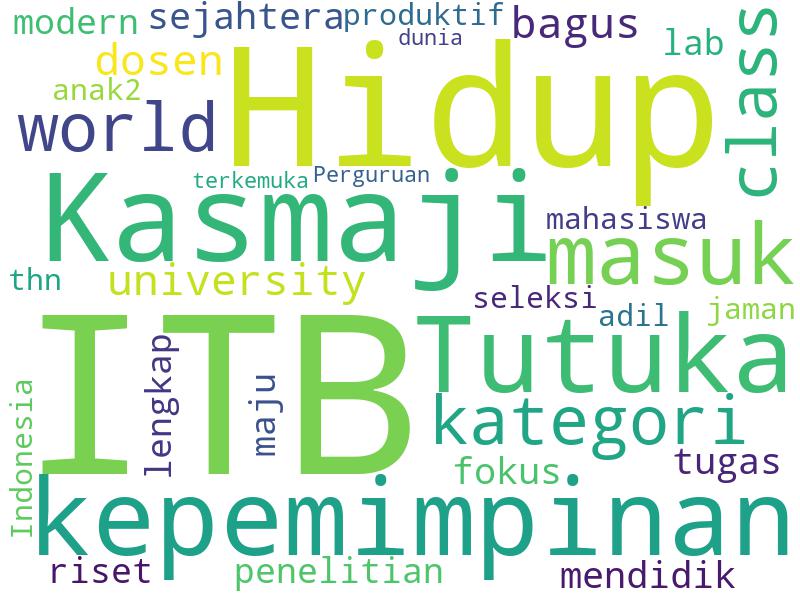 modern
sejahtera
produktif
bagus
dunia
lab
class
dosen
anak2
Hidup
world
terkemuka
Perguruan
Kasmaji
mahasiswa
masuk
thn
university
seleksi
adil
jaman
ITB
Tutuka
lengkap
maju
Indonesia
kategori
tugas
fokus
kepemimpinan
riset
penelitian
mendidik